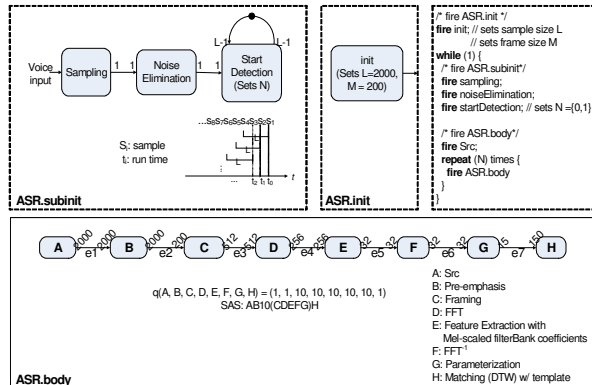 Voice
input
Sampling
1
1
Noise
Elimination
1
1
L-1
L-1
Start
Detection
(Sets N)
...S8S7S6S5S4S3S2S1
Si: sample
ti: run time
L
L
L
L
...
t2 t1 t0
t
ASR.subinit
init
(Sets L=2000,
M = 200)
ASR.init
/* fire ASR.init */
fire init; // sets sample size L
// sets frame size M
while (1) {
/* fire ASR.subinit*/
fire sampling;
fire noiseElimination;
fire startDetection; // sets N ={0,1}
/* fire ASR.body*/
fire Src;
repeat (N) times {
fire ASR.body
}
}
A 2000 e1 2000 B 2000 e2 200 C 512 e3 512 D 256 e4 256 E 32 e5 32 F 32 e6 32 G 15 e7 150 H
q(A, B, C, D, E, F, G, H) = (1, 1, 10, 10, 10, 10, 10, 1)
SAS: AB10(CDEFG)H
A: Src
B: Pre-emphasis
C: Framing
D: FFT
E: Feature Extraction with
Mel-scaled filterBank coefficients
F: FFT-1
G: Parameterization
H: Matching (DTW) w/ template
ASR.body